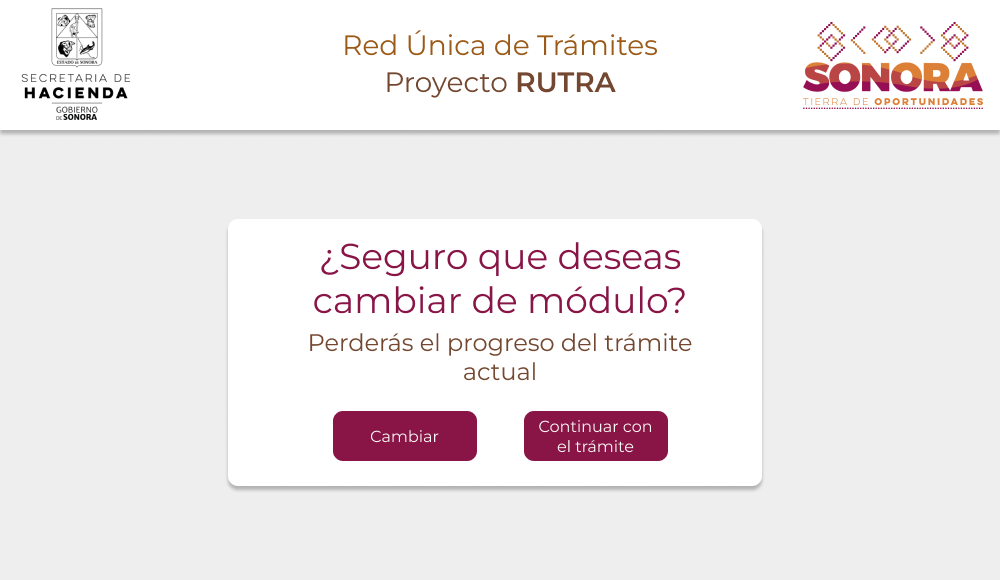 ESTADO DE SONORA
SECRETARIA DE
HACIENDA
GOBIERNO
DE SONORA
Red Única de Trámites
Proyecto RUTRA
SONORA
TIERRA DE OPORTUNIDADES
¿Seguro que deseas
cambiar de módulo?
Perderás el progreso del trámite
actual
Cambiar
Continuar con
el trámite